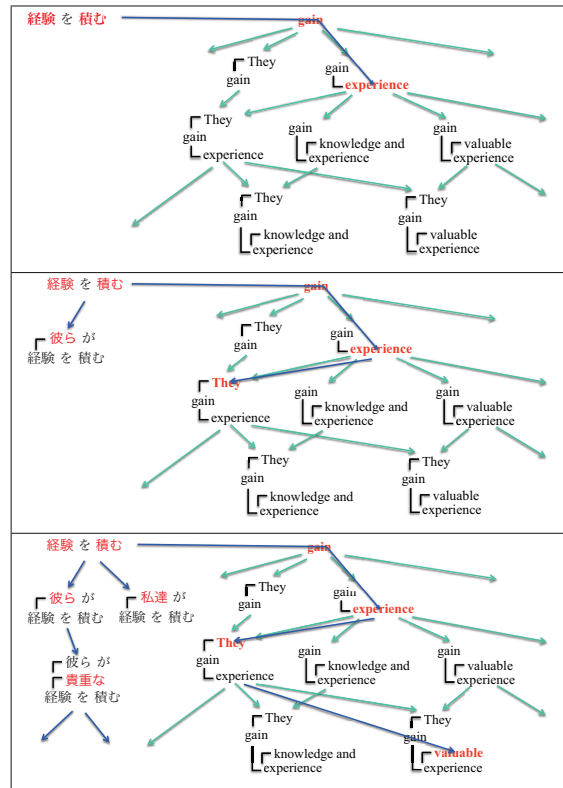 経験 を 積む
gain
They
gain
gain
experience
They
gain
experience
gain
knowledge and
experience
gain
valuable
experience
They
gain
knowledge and
experience
They
gain
valuable
experience
経験 を 積む
彼ら が
経験 を 積む
gain
They
gain
gain
experience
They
gain
experience
gain
knowledge and
experience
gain
valuable
experience
They
gain
knowledge and
experience
They
gain
valuable
experience
経験 を 積む
彼ら が
経験 を 積む
私達 が
経験 を 積む
彼ら が
貴重な
経験 を 積む
gain
They
gain
gain
experience
They
gain
experience
gain
knowledge and
experience
gain
valuable
experience
They
gain
knowledge and
experience
They
gain
valuable
experience